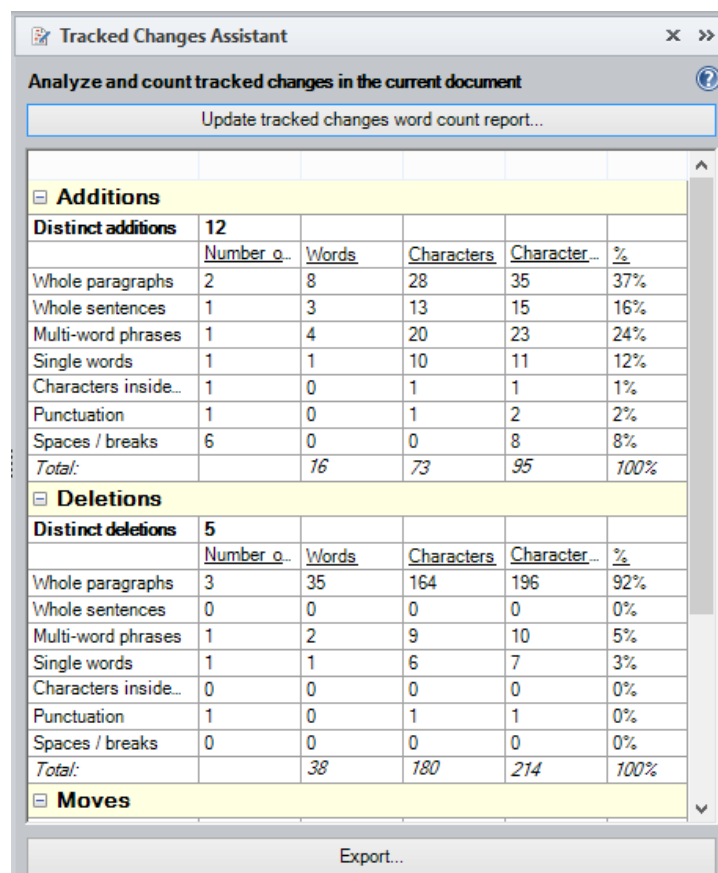 Tracked Changes Assistant
Analyze and count tracked changes in the current document
Update tracked changes word count report...
Additions
Distinct additions 12
Number o... Words Characters Character... %
Whole paragraphs 2 8 28 35 37%
Whole sentences 1 3 13 15 16%
Multi-word phrases 1 4 20 23 24%
Single words 1 1 10 11 12%
Characters inside... 1 0 1 1 1%
Punctuation 1 0 1 2 2%
Spaces / breaks 6 0 0 8 8%
Total: 16 73 95 100%
Deletions
Distinct deletions 5
Number o... Words Characters Character... %
Whole paragraphs 3 35 164 196 92%
Whole sentences 0 0 0 0 0%
Multi-word phrases 1 2 9 10 5%
Single words 1 1 6 7 3%
Characters inside... 0 0 0 0 0%
Punctuation 1 0 1 1 0%
Spaces / breaks 0 0 0 0 0%
Total: 38 180 214 100%
Moves
Export...